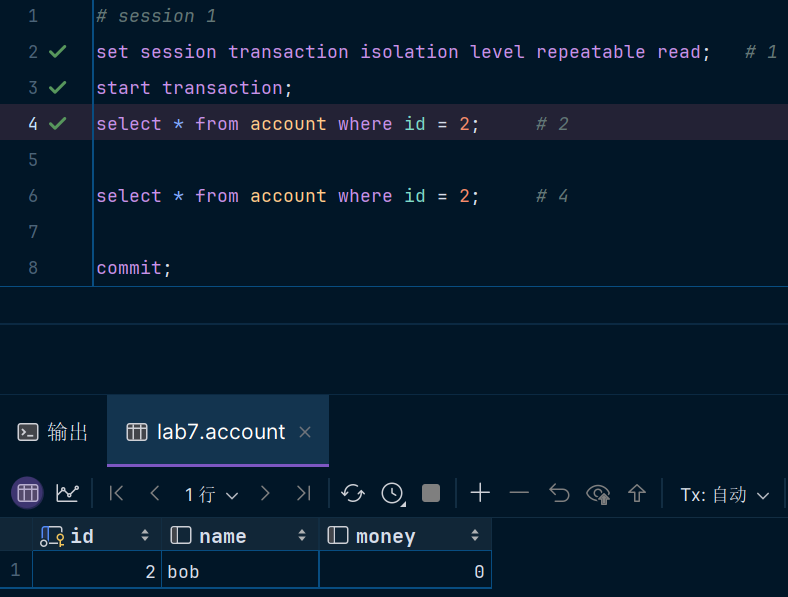 1 # session 1
2 set session transaction isolation level repeatable read; # 1
3 start transaction;
4 select * from account where id = 2; # 2
5
6 select * from account where id = 2; # 4
7
8 commit;
输出 lab7.account
1 行 Tx: 自动
id name money
1 2 bob 0